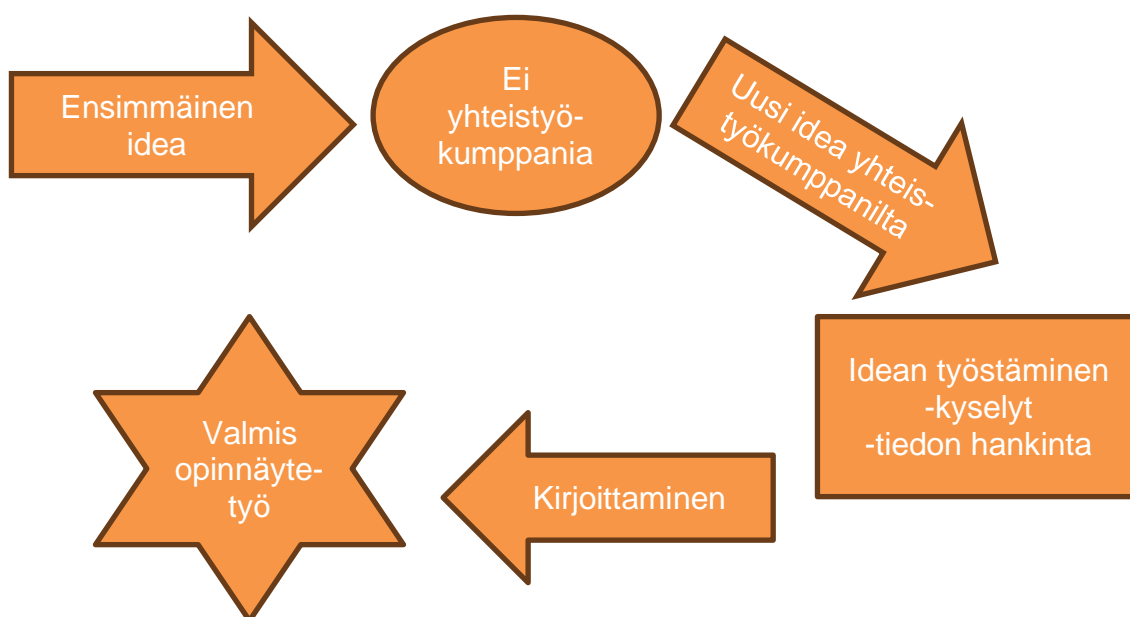 Ensimmäinen
idea
Ei
yhteistyö-
kumppania
Uusi idea yhteis-
työkumppanilta
Idean työstäminen
-kyselyt
-tiedon hankinta
Kirjoittaminen
Valmis
opinnäyte-
työ